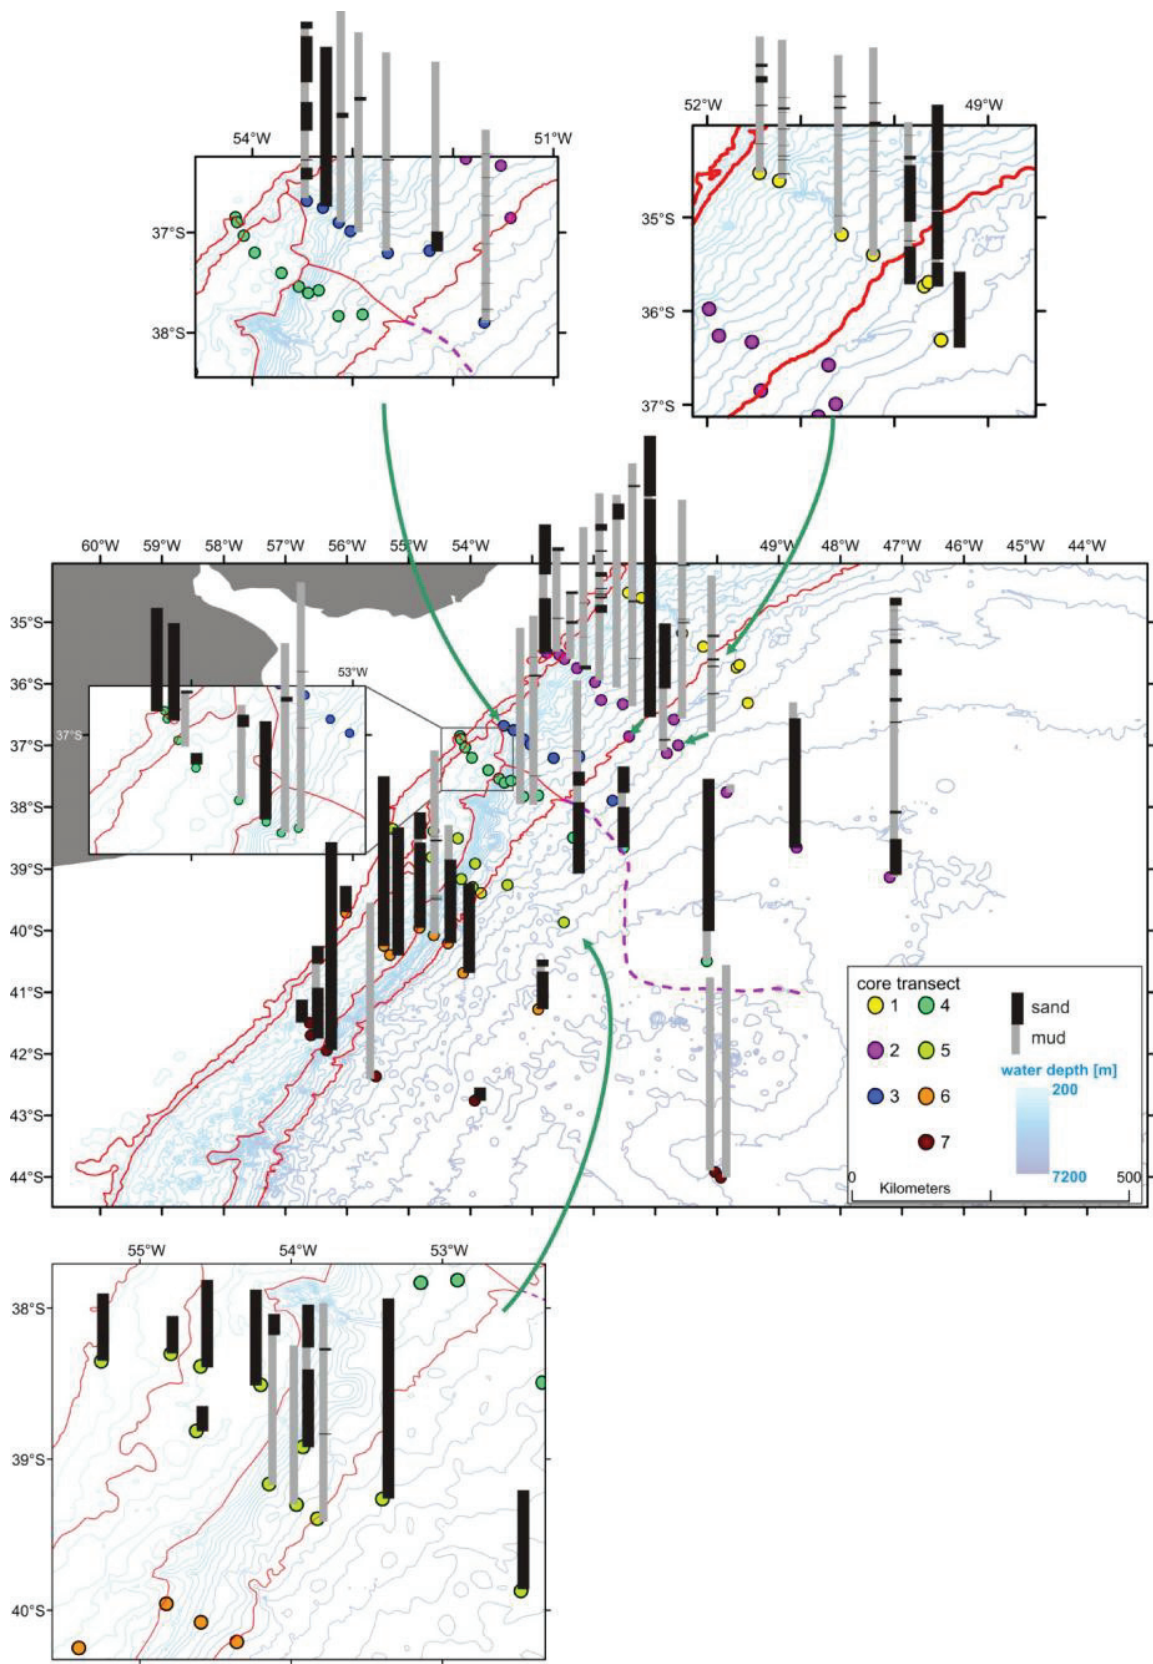 54°W 51°W
37°S
38°S
52°W 49°W
35°S
36°S
37°S
60°W 59°W 58°W 57°W 56°W 55°W 54°W 49°W 48°W 47°W 46°W 45°W 44°W
35°S
36°S
37°S
38°S
39°S
40°S
41°S
42°S
43°S
44°S
53°W
37°S
core transect
1 4
2 5
3 6
7
sand
mud
water depth [m]
200
7200
0 500
Kilometers
55°W 54°W 53°W
38°S
39°S
40°S